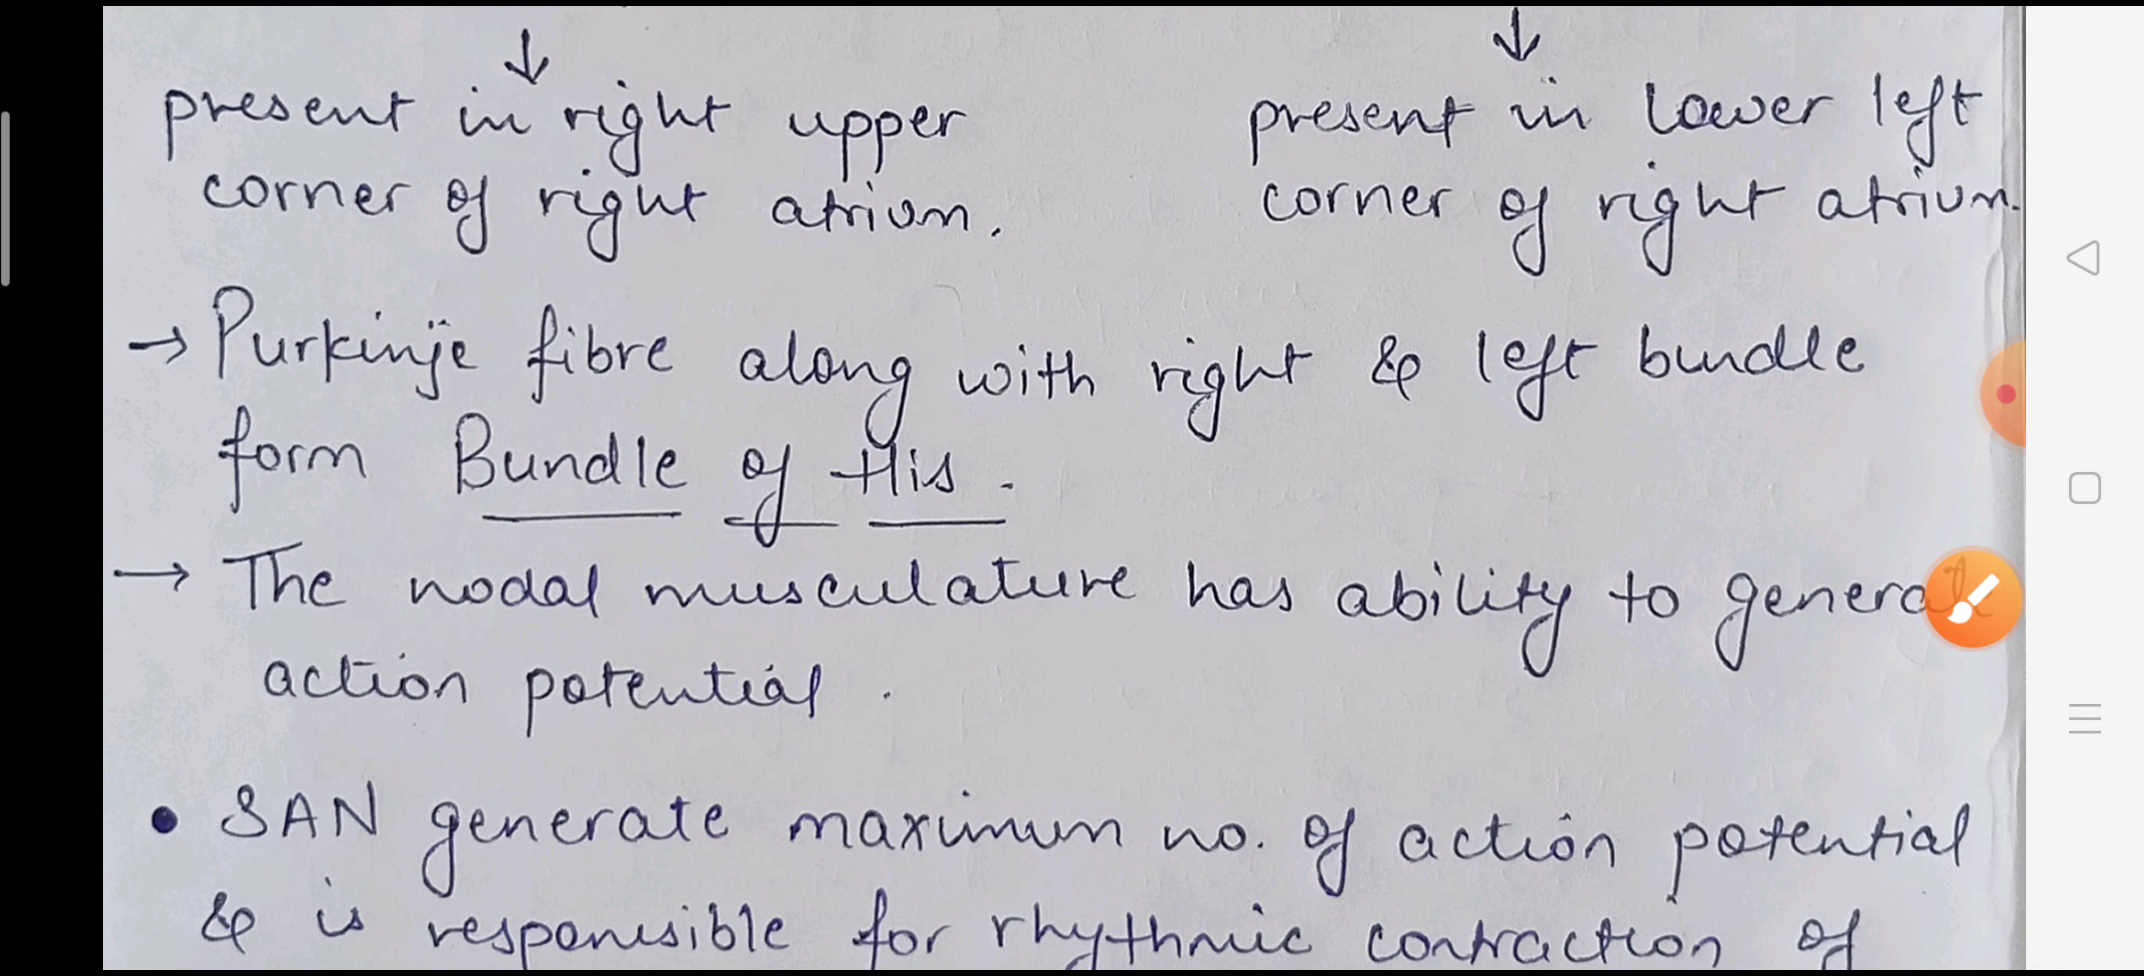 ↓ ↓
present in right upper present in lower left
corner of right atrium. corner of right atrium.
→ Purkinje fibre along with right & left bundle
form Bundle of His.
→ The nodal musculature has ability to generate
action potential.
• SAN generate maximum no. of action potential
& is responsible for rhythmic contraction of